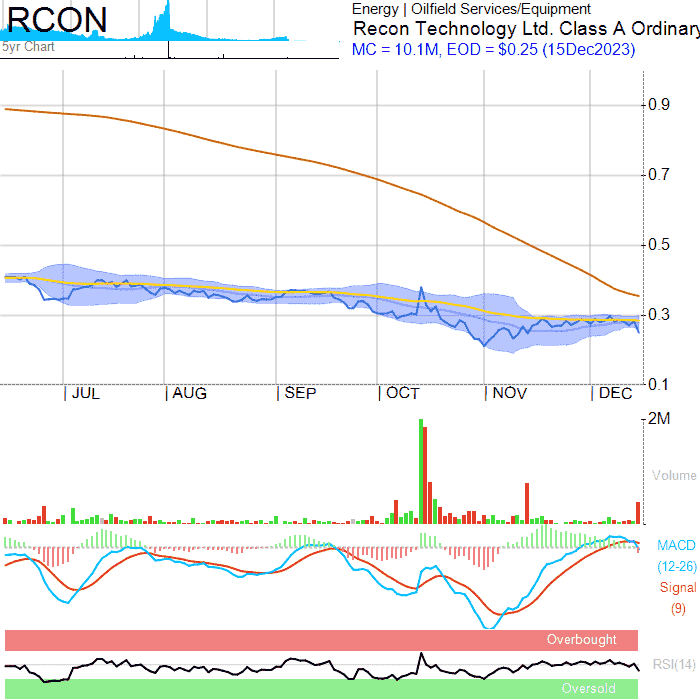 RCON
5yr Chart
Energy | Oilfield Services/Equipment
Recon Technology Ltd. Class A Ordinary
MC = 10.1M, EOD = $0.25 (15Dec2023)
0.9
0.7
0.5
0.3
0.1
JUL AUG SEP OCT NOV DEC
2M
Volume
MACD
(12-26)
Signal
(9)
Overbought
RSI(14)
Oversold